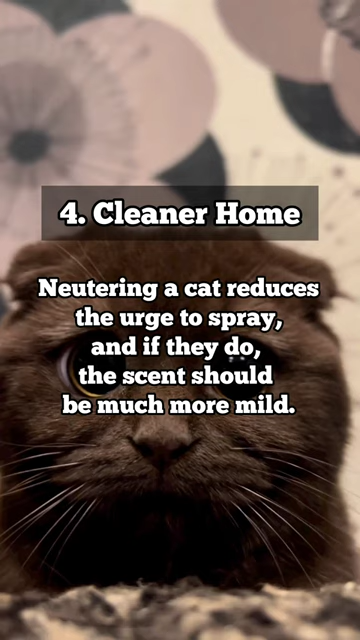 4. Cleaner Home
Neutering a cat reduces
the urge to spray,
and if they do,
the scent should
be much more mild.